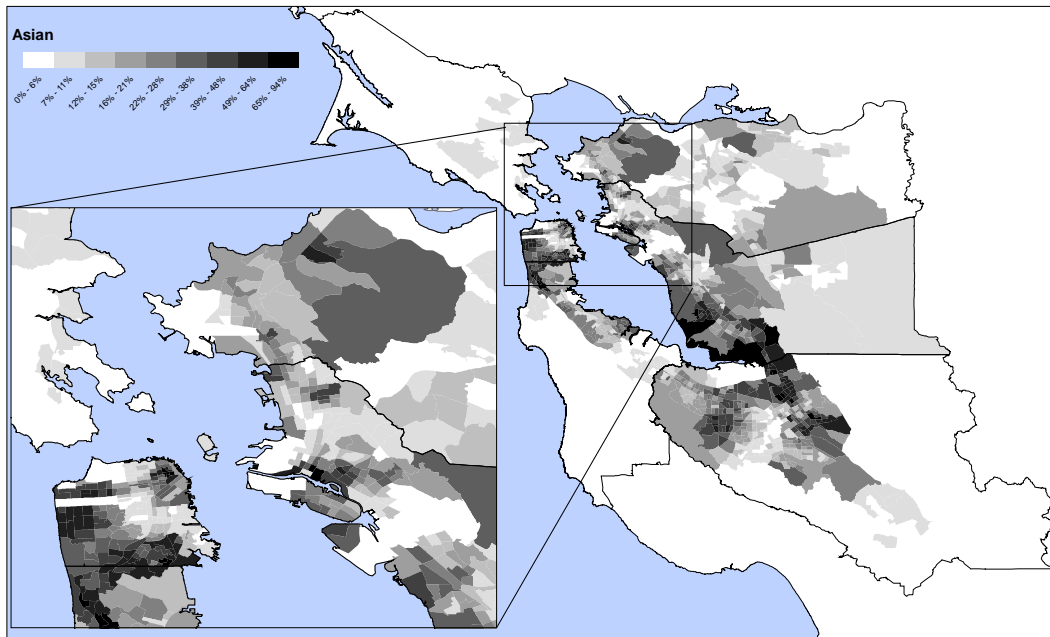 Asian
0% - 6%
7% - 11%
12% - 15%
16% - 21%
22% - 28%
29% - 38%
39% - 48%
49% - 64%
65% - 94%